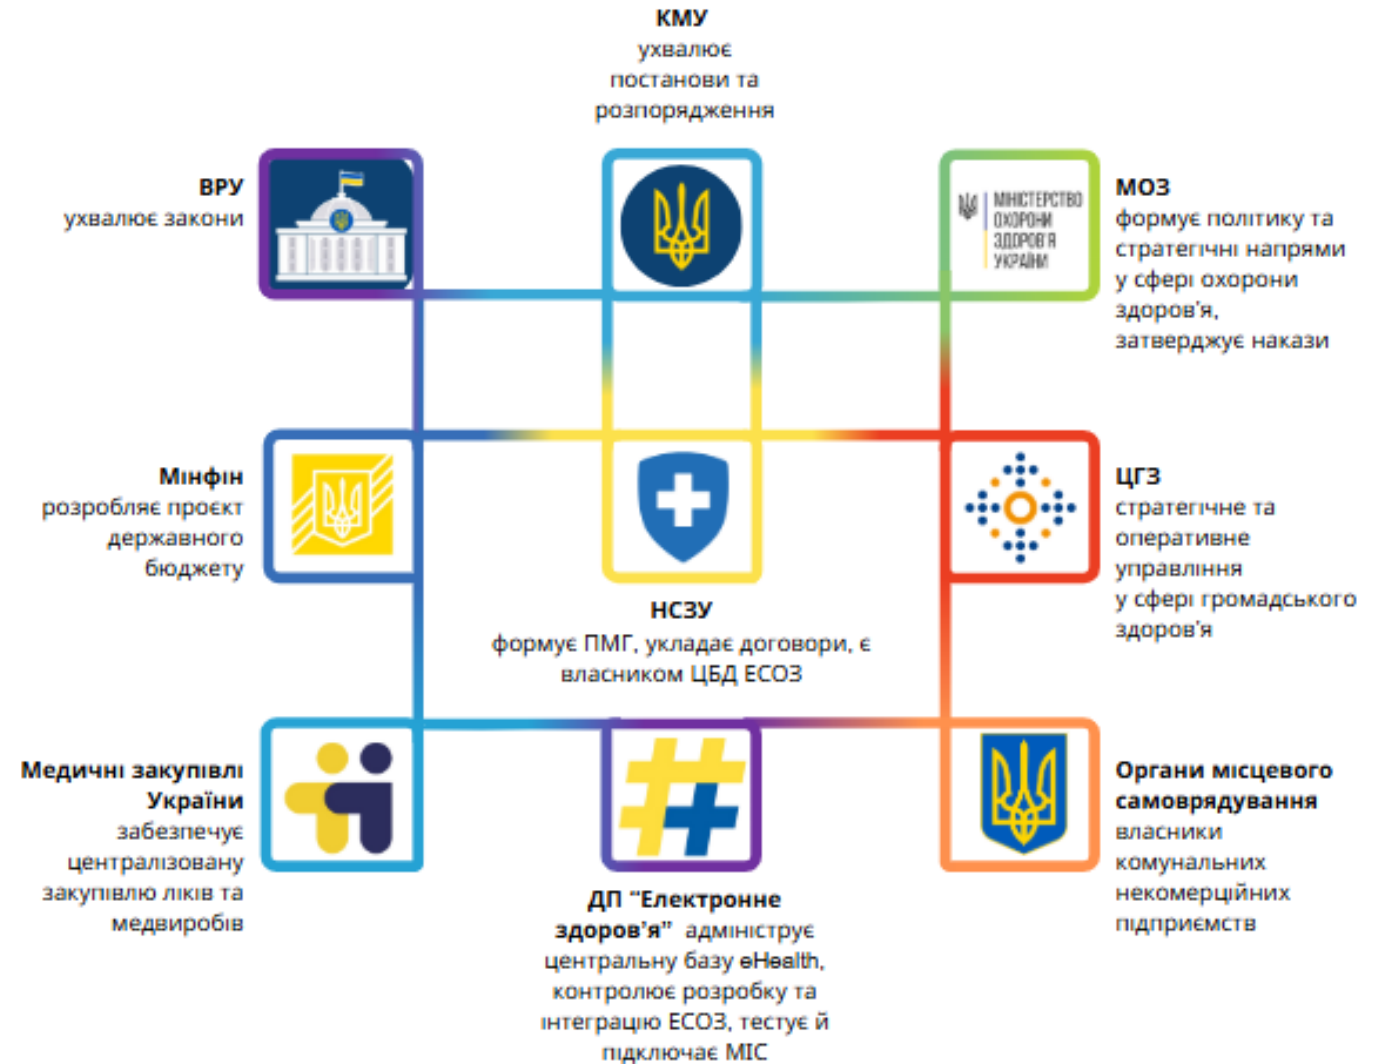 КМУ
ухвалює
постанови та
розпорядження
ВРУ
ухвалює закони
МІНІСТЕРСТВО
ОХОРОНИ
ЗДОРОВ'Я
УКРАЇНИ
МОЗ
формує політику та
стратегічні напрями
у сфері охорони
здоров'я,
затверджує накази
Мінфін
розробляє проєкт
державного
бюджету
НСЗУ
формує ПМГ, укладає договори, є
власником ЦБД ЕСОЗ
ЦГЗ
стратегічне та
оперативне
управління
у сфері громадського
здоров'я
Медичні закупівлі
України
забезпечує
централізовану
закупівлю ліків та
медвиробів
ДП “Електронне
здоров’я” адмініструє
центральну базу eHealth,
контролює розробку та
інтеграцію ЕСОЗ, тестує й
підключає МІС
Органи місцевого
самоврядування
власники
комунальних
некомерційних
підприємств